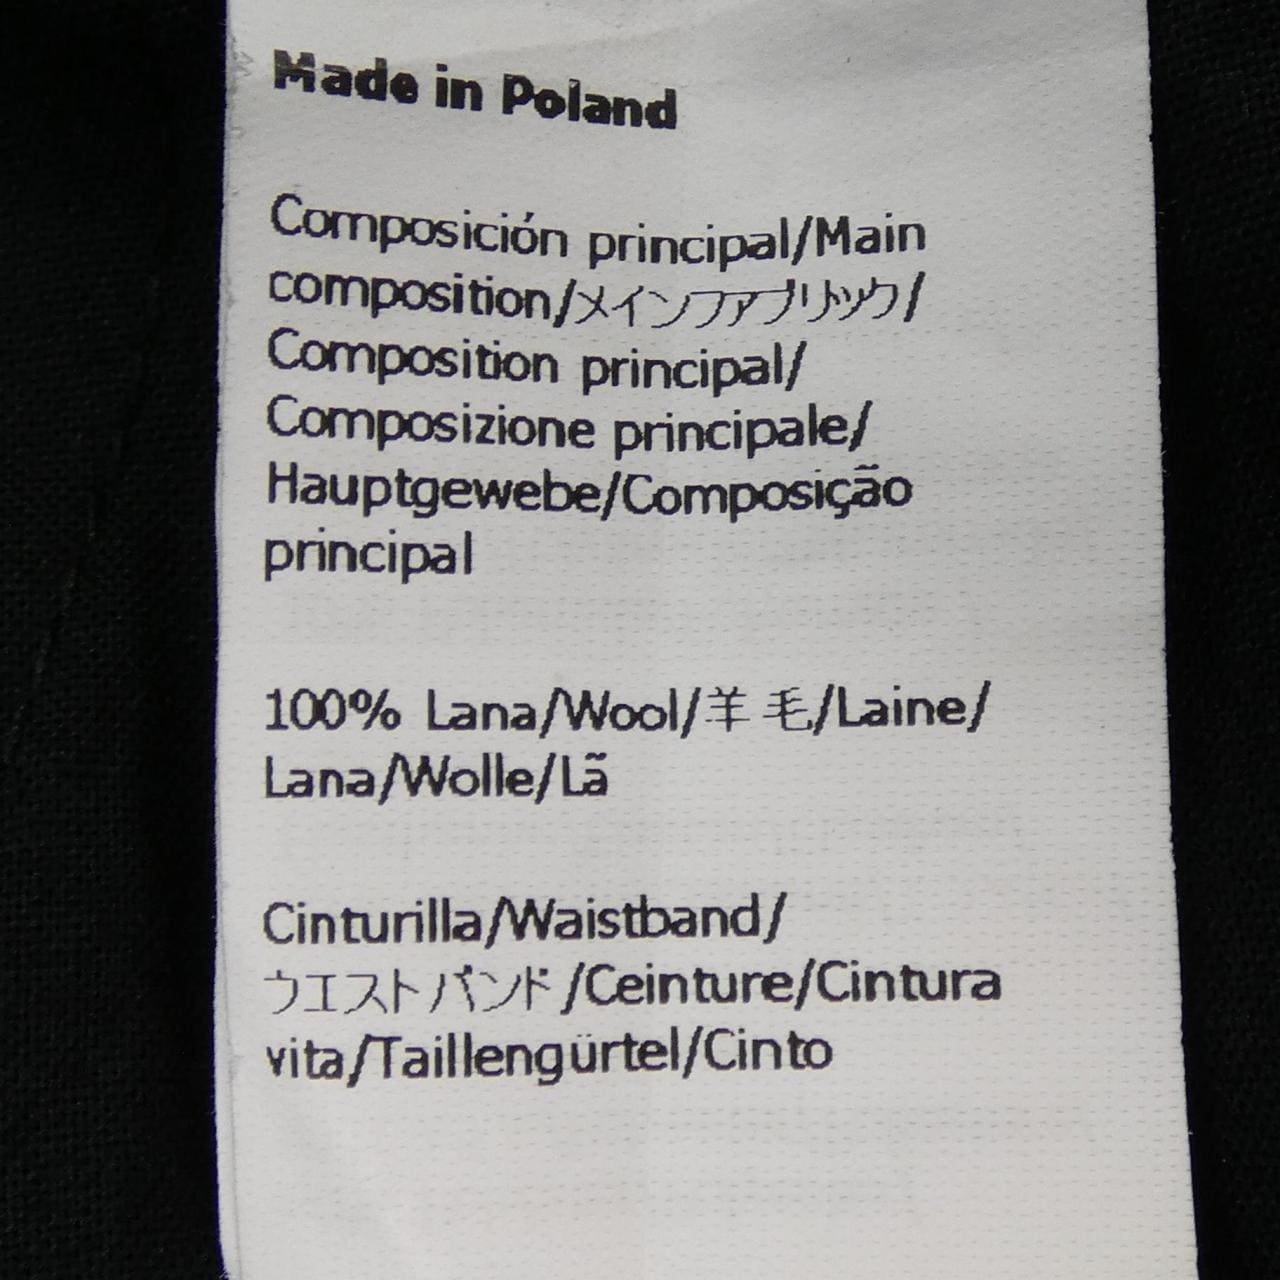 Made in Poland
Composición principal/Main
composition/メインファブリック/
Composition principal/
Composizione principale/
Hauptgewebe/Composição
principal
100% Lana/Wool/羊毛/Laine/
Lana/Wolle/Lã
Cinturilla/Waistband/
ウエストバンド/Ceinture/Cintura
vita/Taillengürtel/Cinto